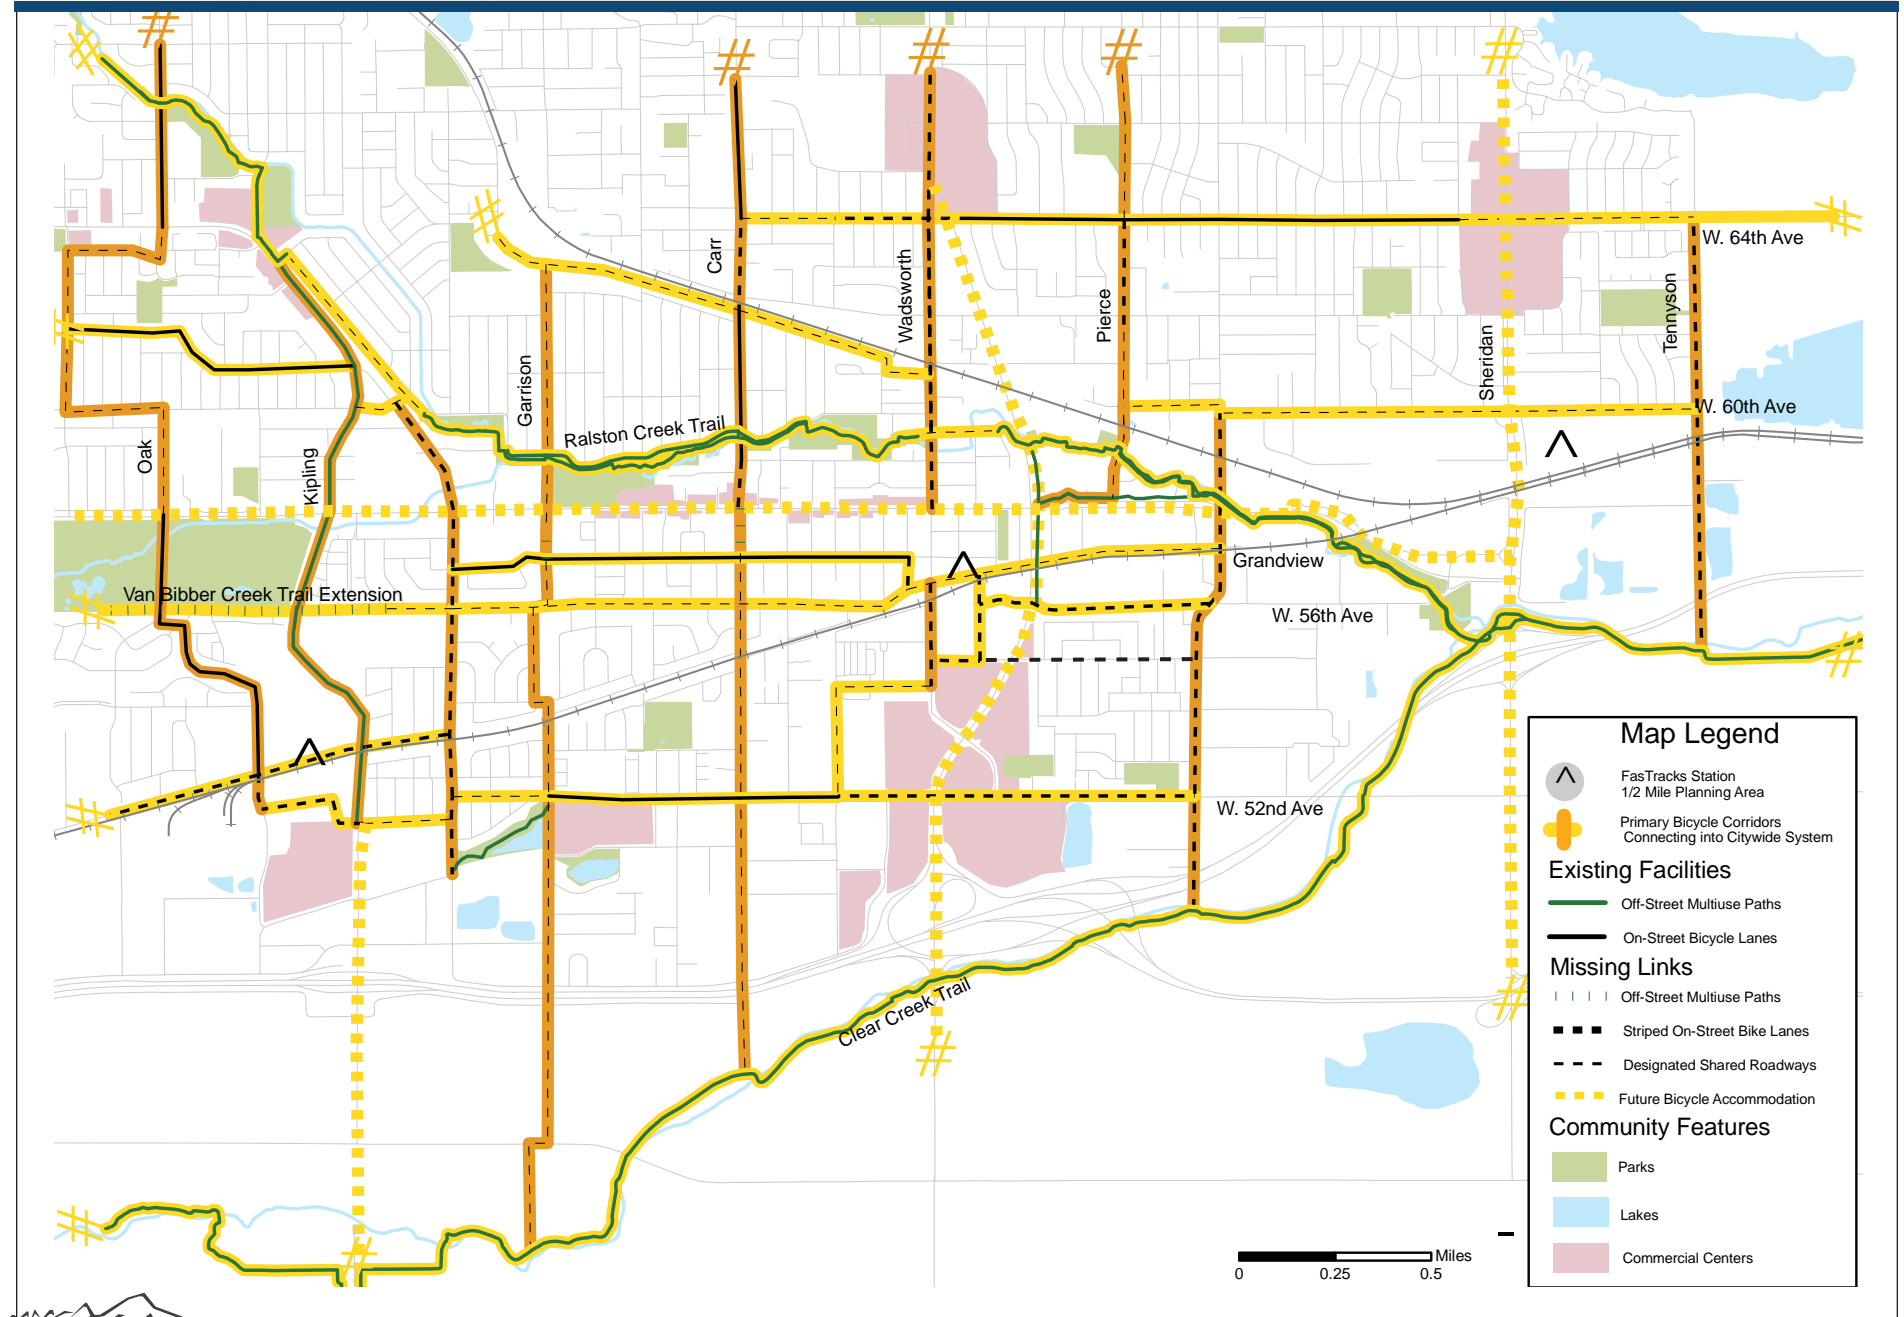 W. 64th Ave
Carr
Wadsworth
Pierce
Tennyson
Sheridan
Garrison
W. 60th Ave
Ralston Creek Trail
Oak
Kipling
Grandview
Van Bibber Creek Trail Extension
W. 56th Ave
W. 52nd Ave
Clear Creek Trail
Map Legend
FasTracks Station
1/2 Mile Planning Area
Primary Bicycle Corridors
Connecting into Citywide System
Existing Facilities
Off-Street Multiuse Paths
On-Street Bicycle Lanes
Missing Links
Off-Street Multiuse Paths
Striped On-Street Bike Lanes
Designated Shared Roadways
Future Bicycle Accommodation
Community Features
Parks
Lakes
Commercial Centers
Miles
0 0.25 0.5